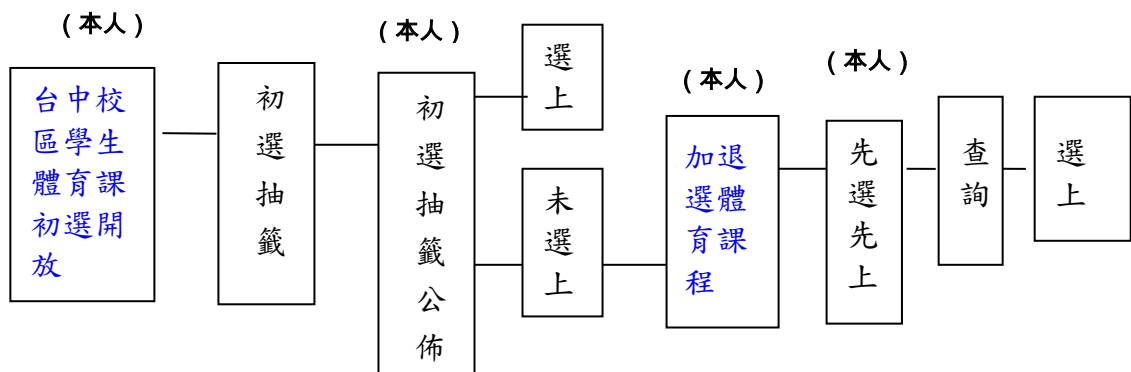 (本人)
台中校
區學生
體育課
初選開
放
初選抽籤
(本人)
初選抽籤公佈
選上
未選上
(本人)
加退
選體
育課
程
(本人)
先選先上
查詢
選上